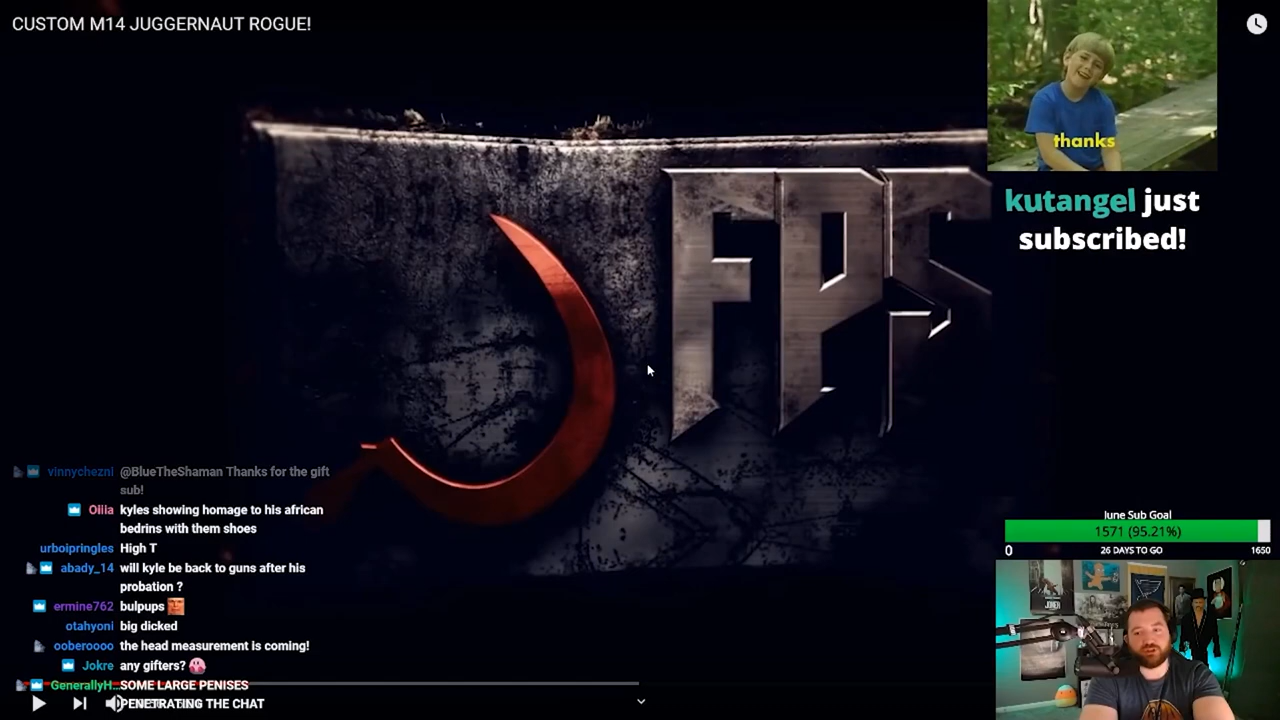 CUSTOM M14 JUGGERNAUT ROGUE!
thanks
kutangel just
subscribed!
FPS
vinnychezni @BlueTheShaman Thanks for the gift
sub!
Oiiia kyles showing homage to his african
bedrins with them shoes
urboipringles High T
abady_14 will kyle be back to guns after his
probation ?
ermine762 bulpups
otahyoni big dicked
ooberoooo the head measurement is coming!
Jokre any gifters?
GenerallyH... SOME LARGE PENISES
PENETRATING THE CHAT
June Sub Goal
1571 (95.21%)
0 26 DAYS TO GO 1650
JOKER